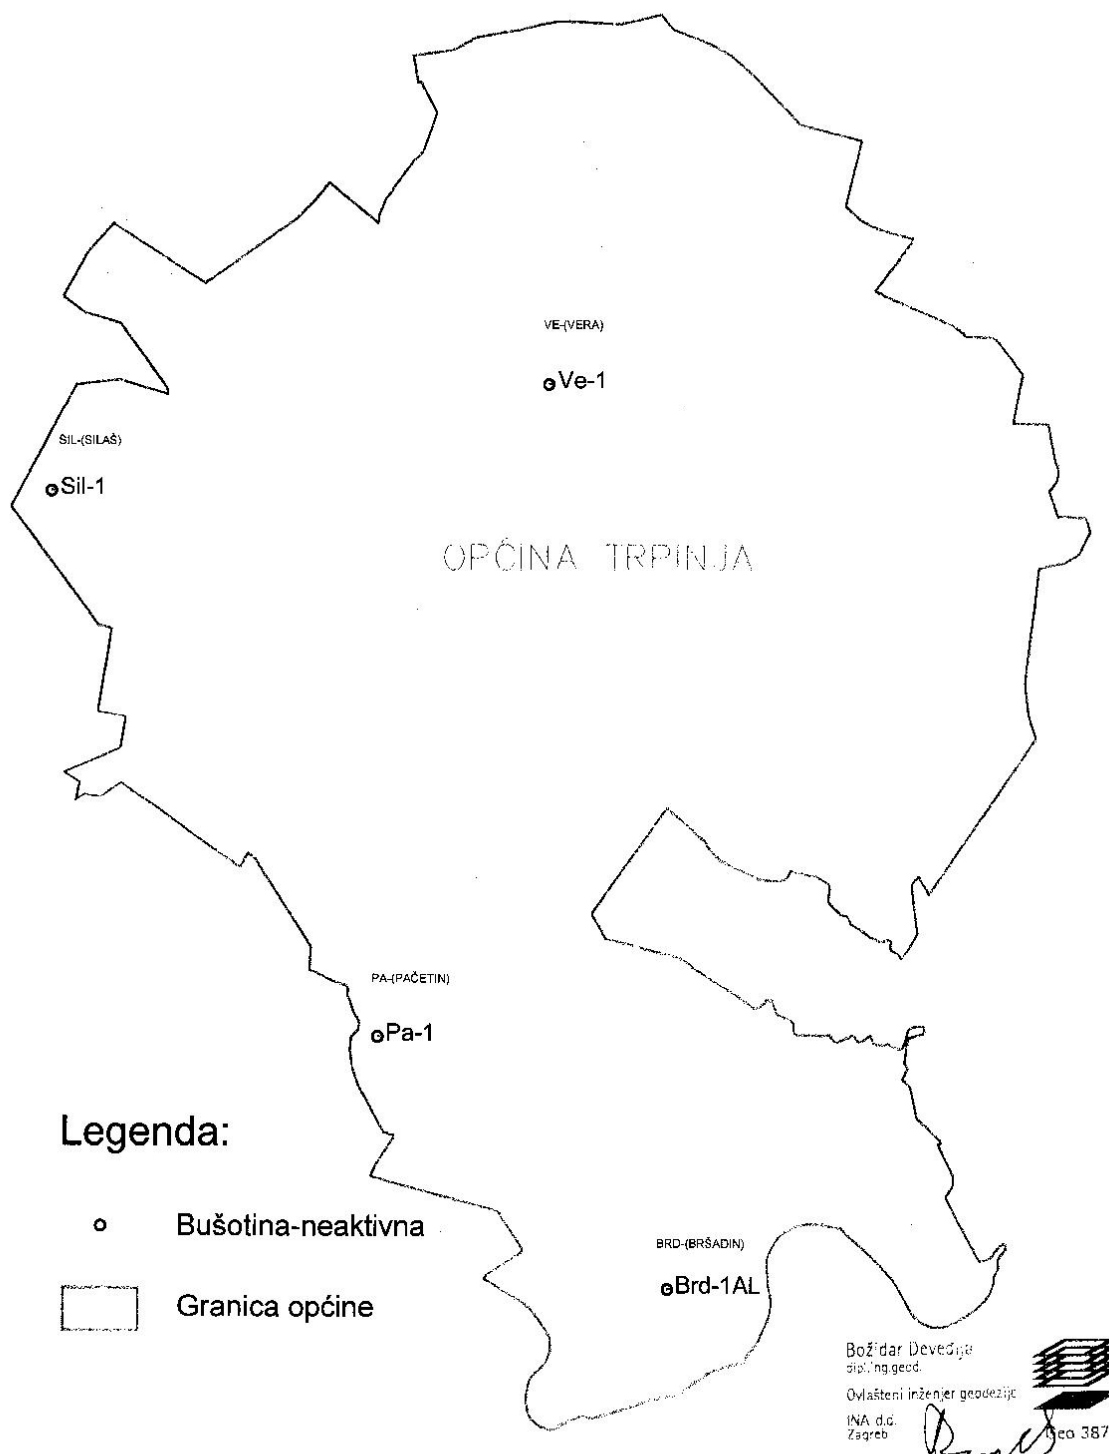 VE-(VERA)
Ve-1
SIL-(SILAŠ)
Sil-1
OPĆINA TRPINJA
PA-(PAČETIN)
Pa-1
Legenda:
Bušotina-neaktivna
Granica općine
BRD-(BRŠADIN)
Brd-1AL
Božidar
dipl.ing.geod.
Ovlašteni inženjer geodezije
INA d.d.
Zagreb
Geo 387